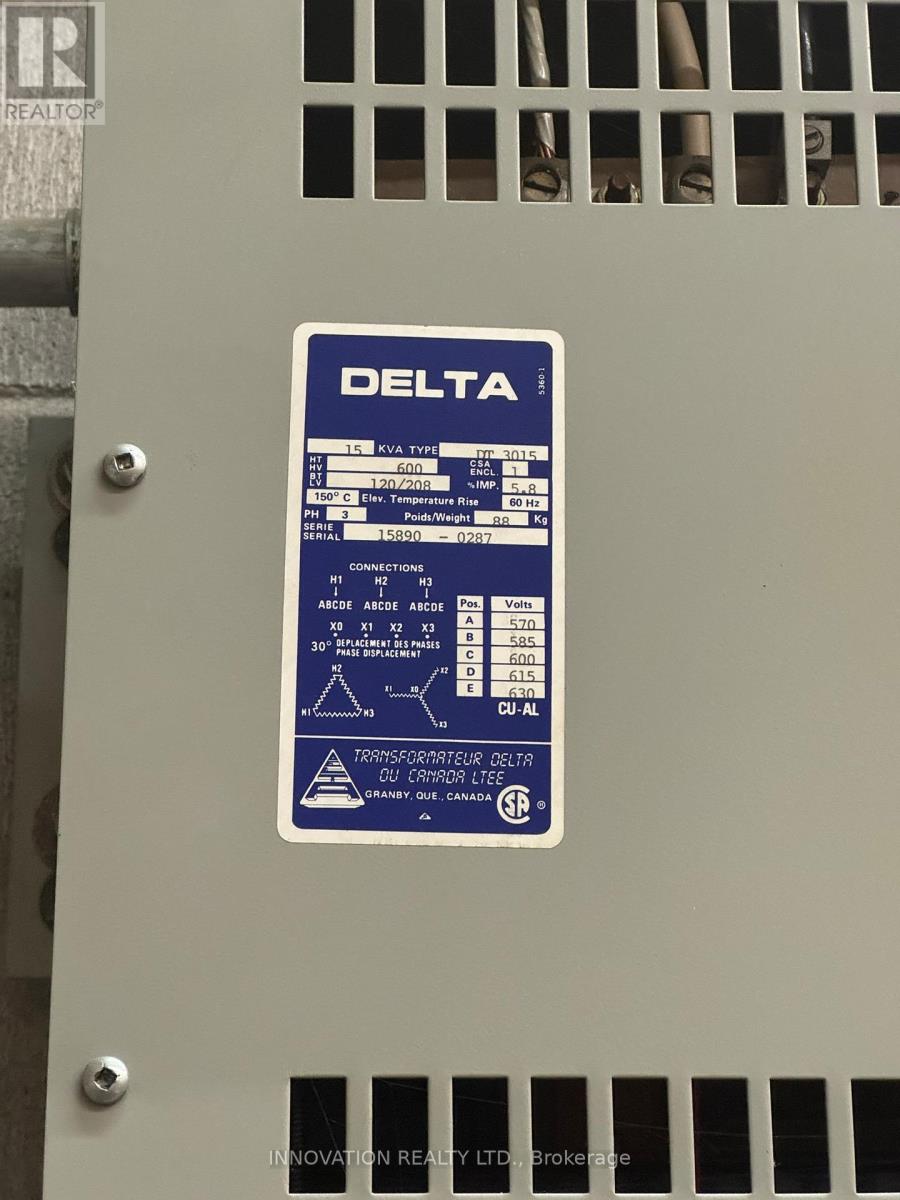 R
REALTOR®
DELTA
5360-1
15 KVA TYPE DT 3015
HT HV 600 CSA ENCL. 1
BT LV 120/208 % IMP. 5.8
150° C Elev. Temperature Rise 60 Hz
PH 3 Poids/Weight 88 Kg
SERIE SERIAL 15890 - 0287
CONNECTIONS
H1 H2 H3
ABCDE ABCDE ABCDE
X0 X1 X2 X3
30° DEPLACEMENT DES PHASES
PHASE DISPLACEMENT
Pos. Volts
A 570
B 585
C 600
D 615
E 630
CU-AL
H2
H1 H3
X1 X0 X2
X3
TRANSFORMATEUR DELTA
DU CANADA LTEE
GRANBY, QUE., CANADA
SA ®
INNOVATION REALTY LTD., Brokerage